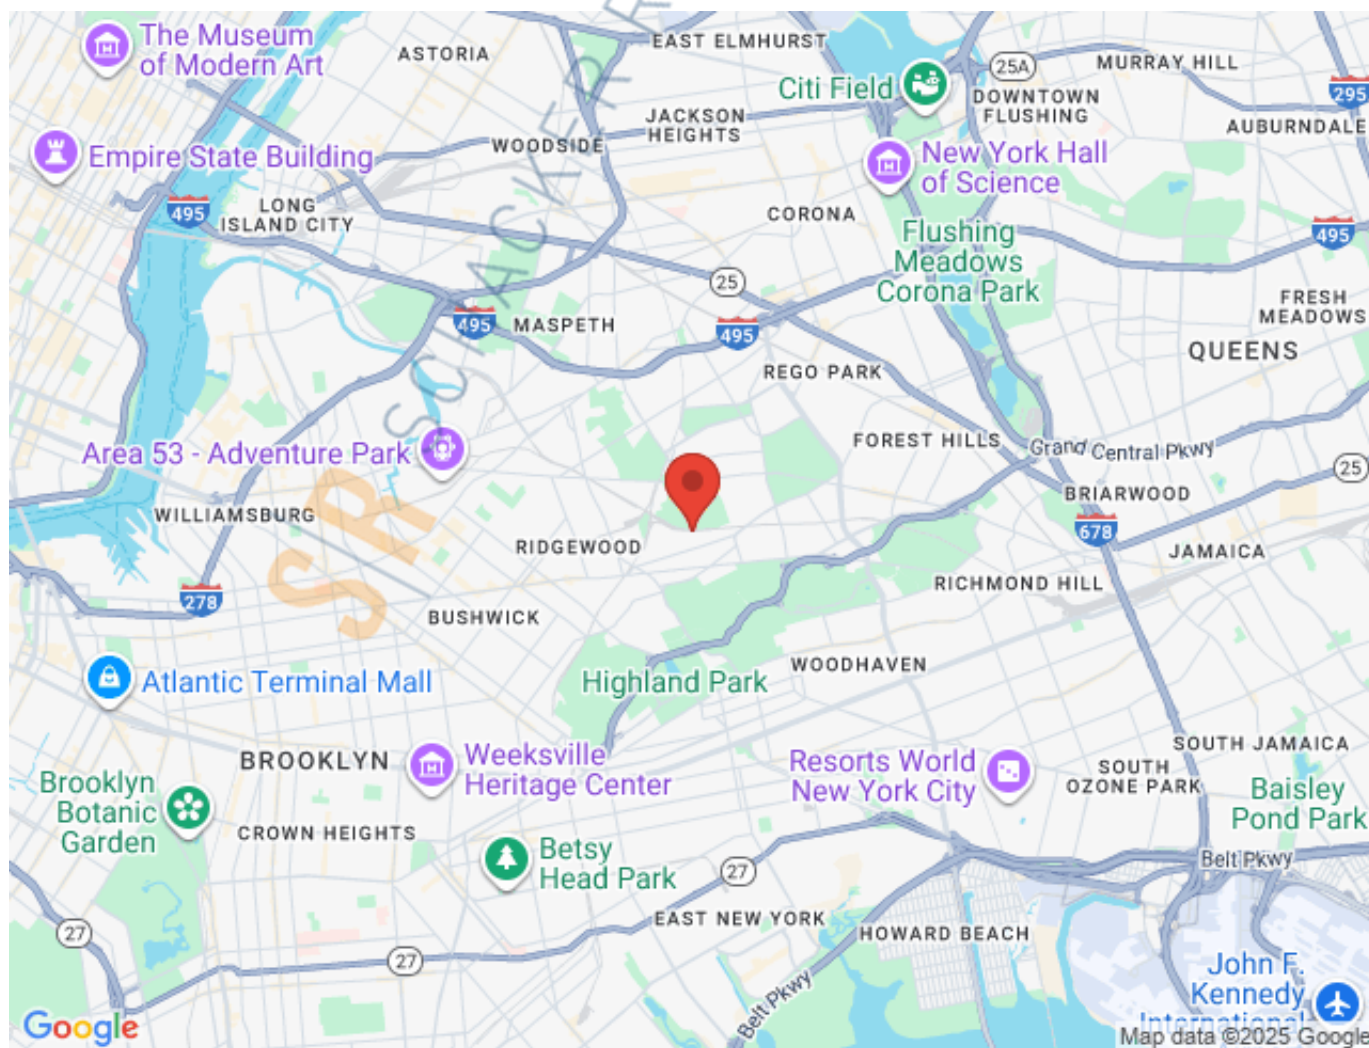 The Museum
of Modern Art
ASTORIA
EAST ELMHURST
25A
MURRAY HILL
295
Citi Field
DOWNTOWN
FLUSHING
AUBURNDALE
JACKSON
HEIGHTS
WOODSIDE
Empire State Building
New York Hall
of Science
495
LONG
ISLAND CITY
CORONA
Flushing
Meadows
Corona Park
495
25
FRESH
MEADOWS
495
MASPETH
495
QUEENS
REGO PARK
Area 53 - Adventure Park
FOREST HILLS
Grand Central Pkwy
25
BRIARWOOD
WILLIAMSBURG
678
JAMAICA
RIDGEWOOD
RICHMOND HILL
278
BUSHWICK
WOODHAVEN
Atlantic Terminal Mall
Highland Park
BROOKLYN
Weeksville
Heritage Center
Resorts World
New York City
SOUTH JAMAICA
SOUTH
OZONE PARK
Baisley
Pond Park
Brooklyn
Botanic
Garden
CROWN HEIGHTS
Betsy
Head Park
27
Belt Pkwy
EAST NEW YORK
HOWARD BEACH
27
27
Belt Pkwy
John F.
Kennedy
International
Google
Map data ©2025 Google
SR